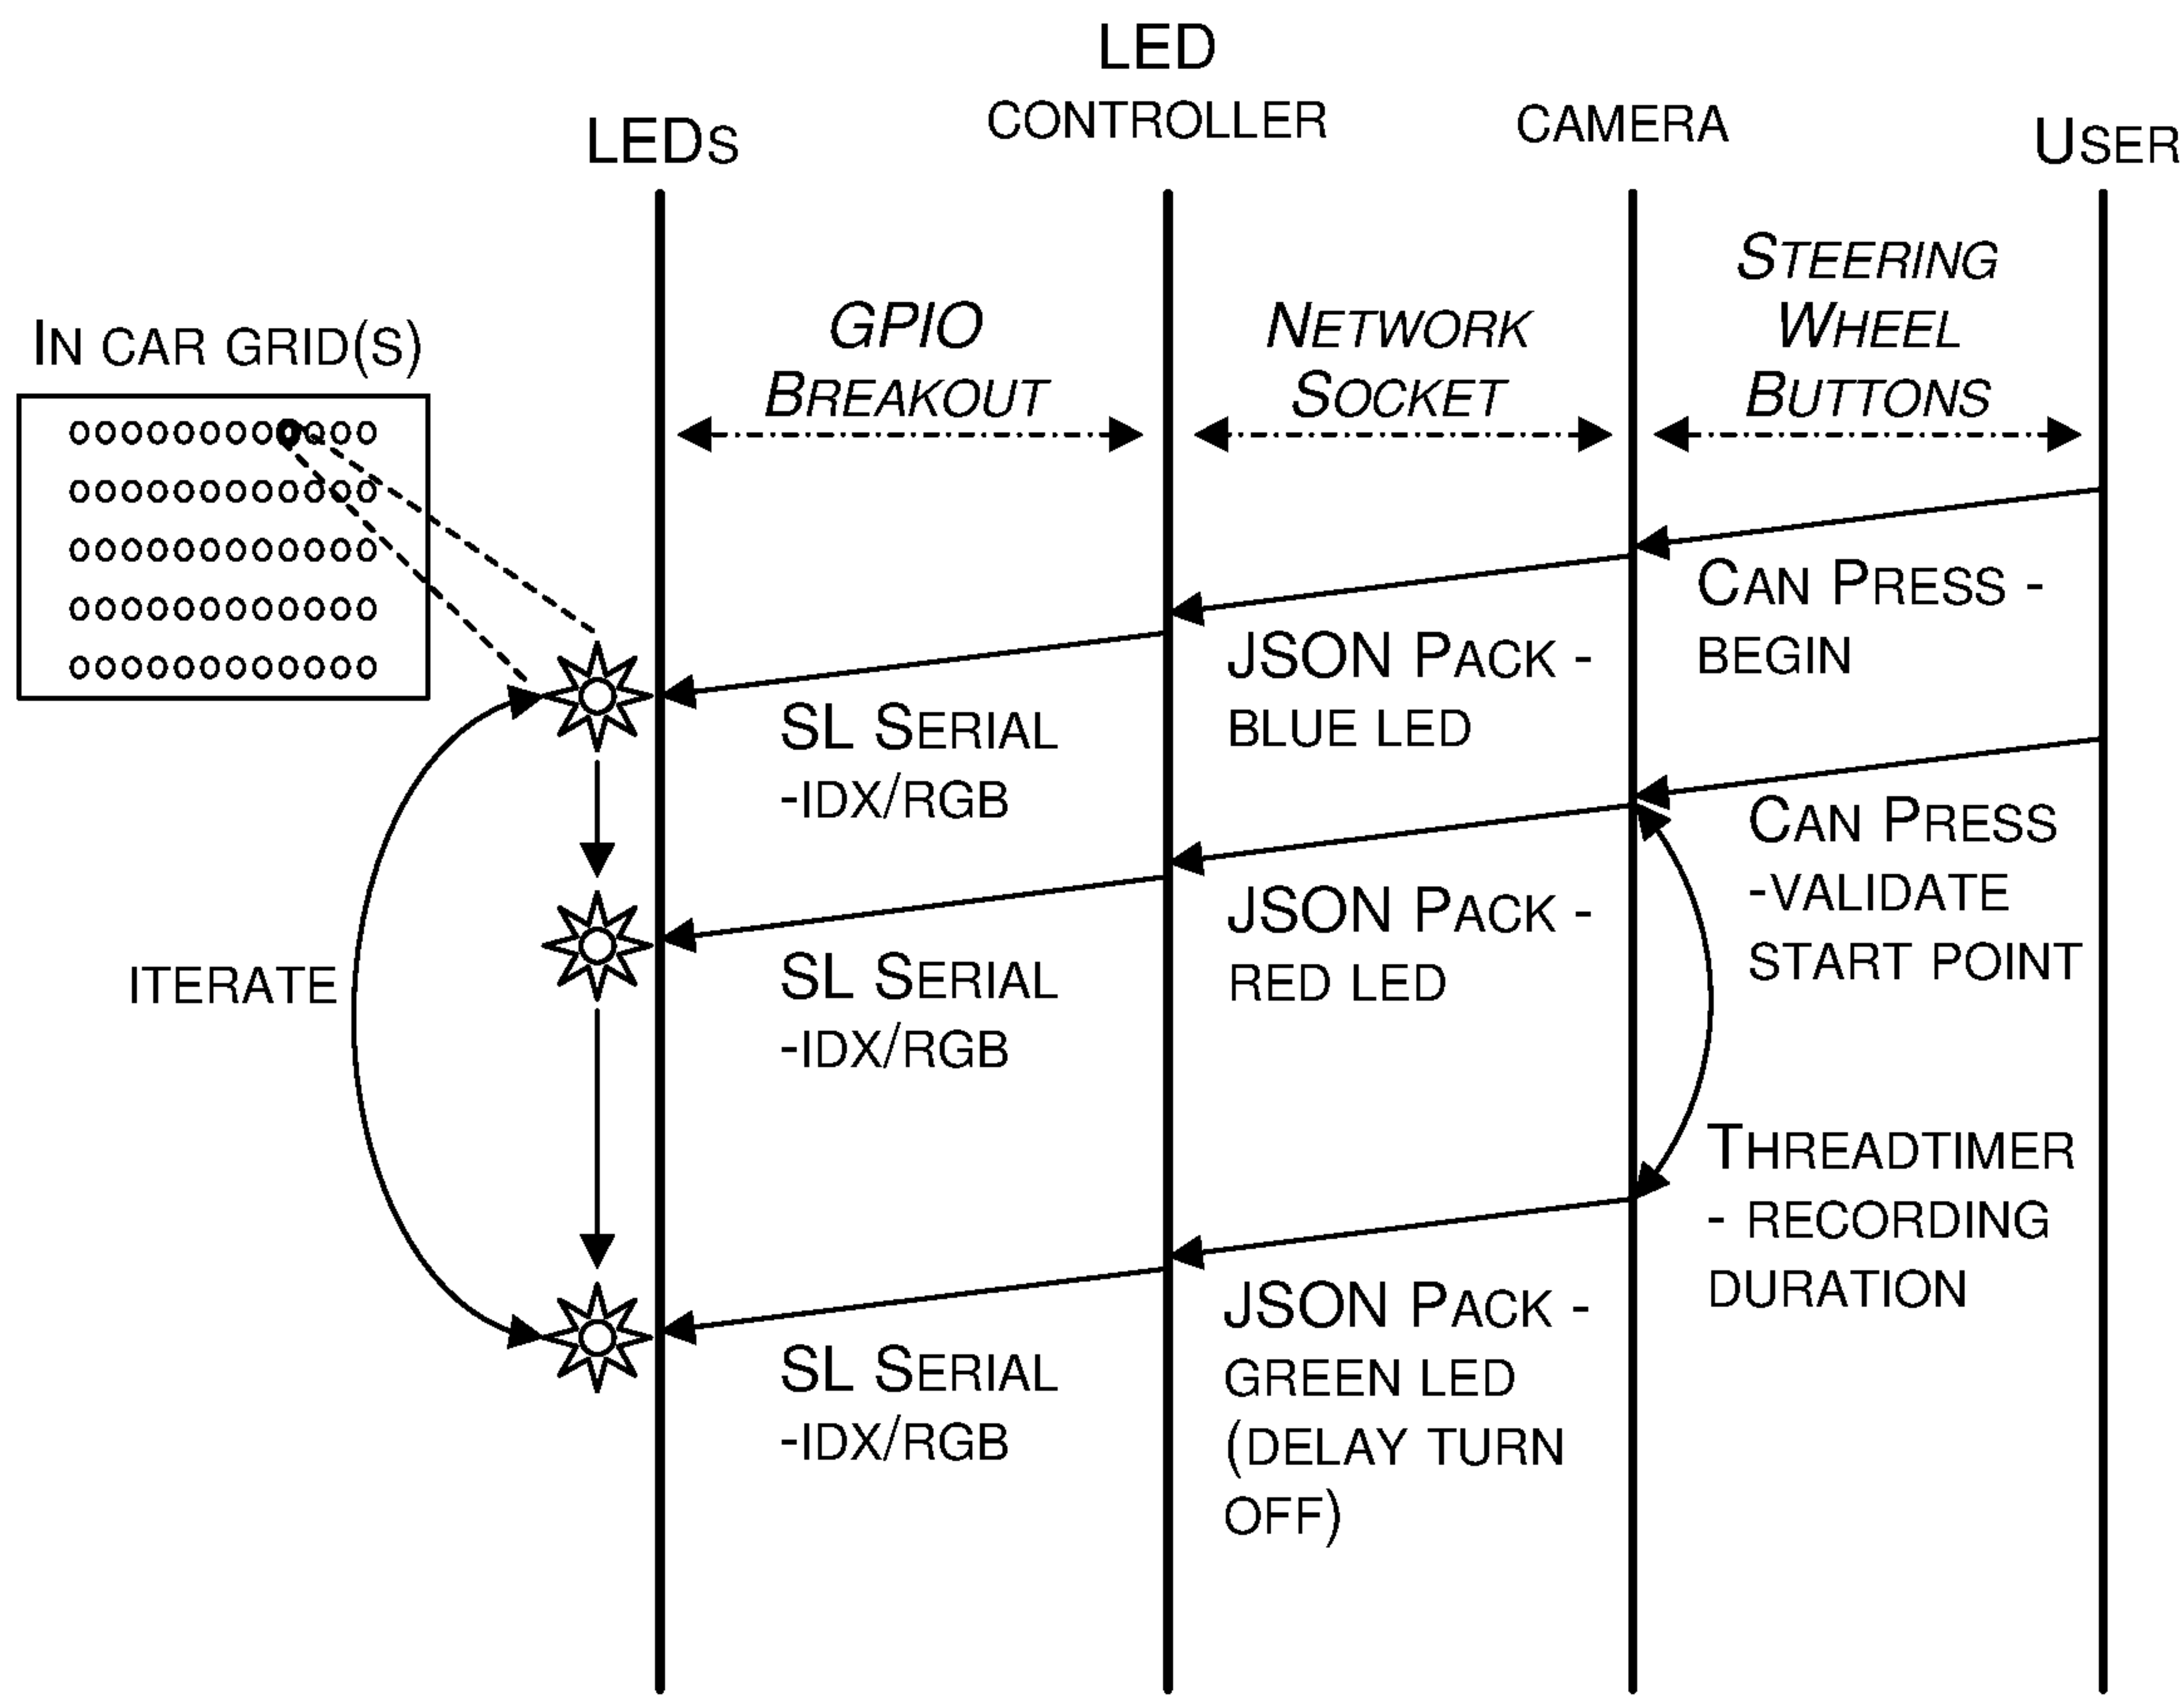 LED
CONTROLLER
LEDS
CAMERA
USER
IN CAR GRID(S)
GPIO
BREAKOUT
NETWORK
SOCKET
STEERING
WHEEL
BUTTONS
CAN PRESS -
BEGIN
JSON PACK -
BLUE LED
SL SERIAL
-IDX/RGB
CAN PRESS
-VALIDATE
START POINT
JSON PACK -
RED LED
SL SERIAL
-IDX/RGB
ITERATE
THREADTIMER
- RECORDING
DURATION
JSON PACK -
GREEN LED
(DELAY TURN
OFF)
SL SERIAL
-IDX/RGB